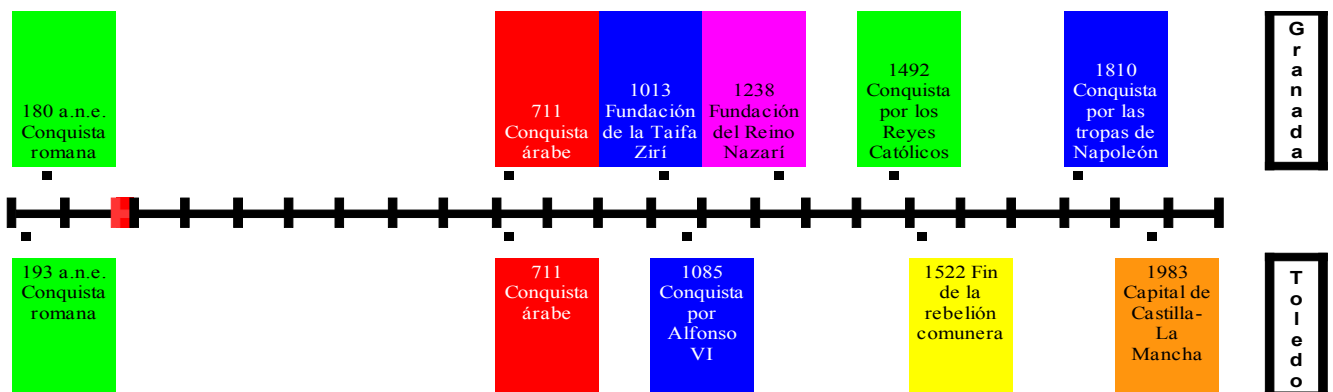 180 a.n.e.
Conquista
romana
711
Conquista
árabe
1013
Fundación
de la Taifa
Zirí
1238
Fundación
del Reino
Nazarí
1492
Conquista
por los
Reyes
Católicos
1810
Conquista
por las
tropas de
Napoleón
Granada
193 a.n.e.
Conquista
romana
711
Conquista
árabe
1085
Conquista
por
Alfonso
VI
1522 Fin
de la
rebelión
comunera
1983
Capital de
Castilla-
La
Mancha
Toledo